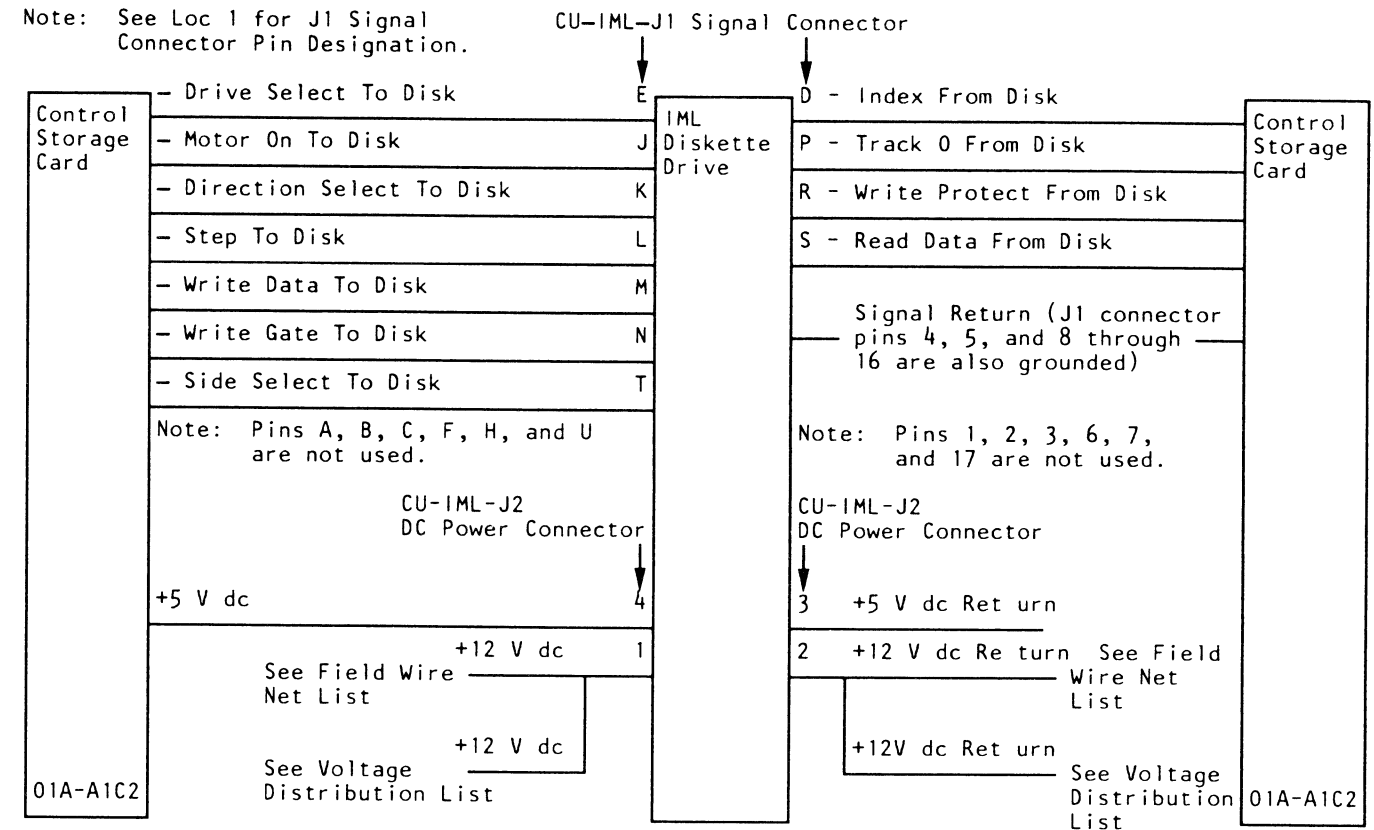 Note: See Loc 1 for J1 Signal
Connector Pin Designation.
CU-IML-J1 Signal Connector
Control
Storage
Card
- Drive Select To Disk E
- Motor On To Disk J
- Direction Select To Disk K
- Step To Disk L
- Write Data To Disk M
- Write Gate To Disk N
- Side Select To Disk T
Note: Pins A, B, C, F, H, and U
are not used.
CU-IML-J2
DC Power Connector
+5 V dc 4
+12 V dc 1
See Field Wire
Net List
+12 V dc
See Voltage
Distribution List
01A-A1C2
IML
Diskette
Drive
D - Index From Disk
P - Track 0 From Disk
R - Write Protect From Disk
S - Read Data From Disk
Signal Return (J1 connector
pins 4, 5, and 8 through
16 are also grounded)
Note: Pins 1, 2, 3, 6, 7,
and 17 are not used.
CU-IML-J2
DC Power Connector
3 +5 V dc Ret urn
2 +12 V dc Re turn See Field
Wire Net
List
+12V dc Ret urn
See Voltage
Distribution
List
Control
Storage
Card
01A-A1C2